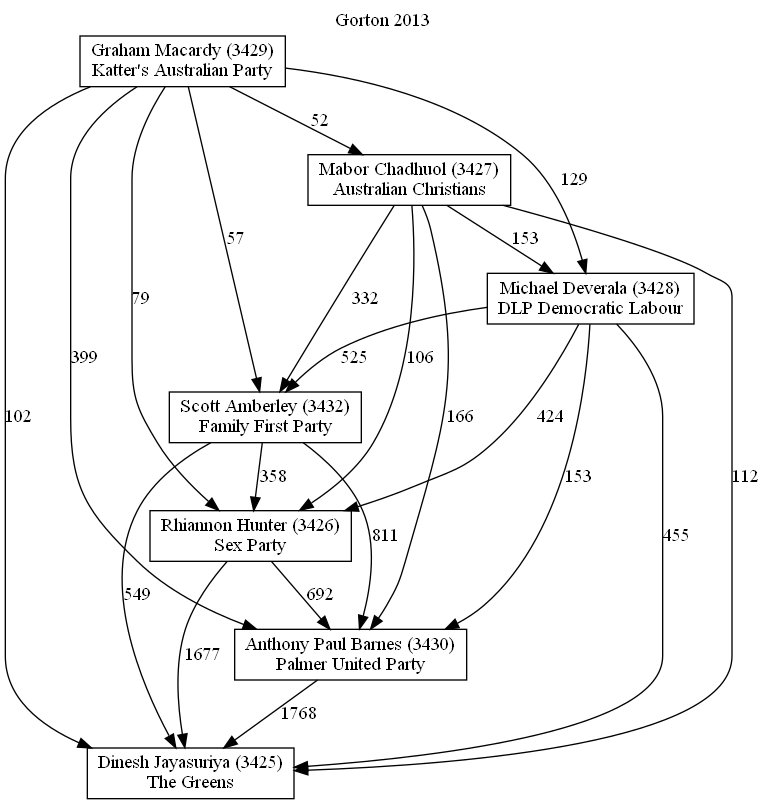 Gorton 2013
Graham Macardy (3429)
Katter's Australian Party
52
Mabor Chadhuol (3427)
Australian Christians
129
57
153
Michael Deverala (3428)
DLP Democratic Labour
79
332
399
525
106
Scott Amberley (3432)
Family First Party
102
166
424
358
153
112
Rhiannon Hunter (3426)
Sex Party
811
455
549
692
1677
Anthony Paul Barnes (3430)
Palmer United Party
1768
Dinesh Jayasuriya (3425)
The Greens